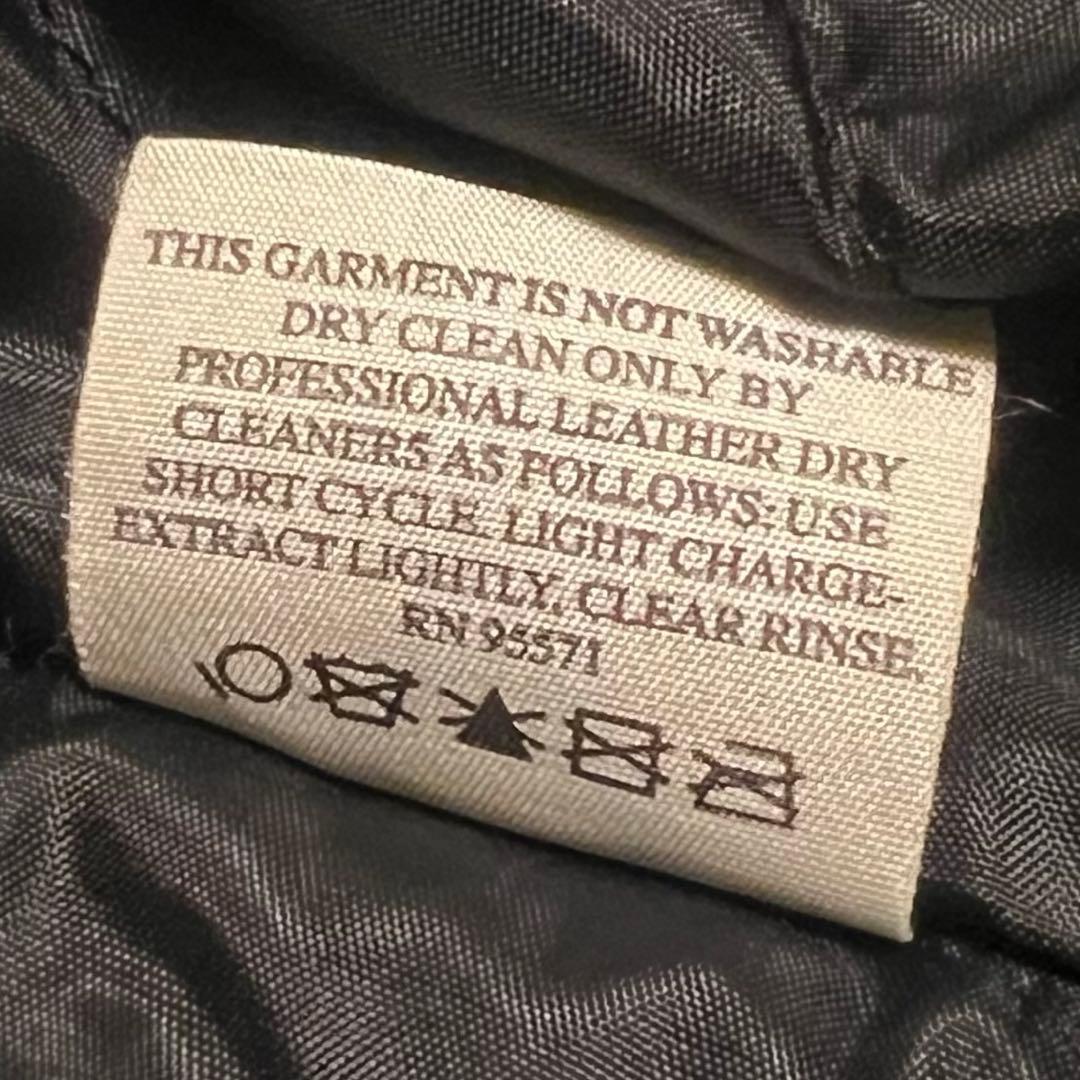 THIS GARMENT IS NOT WASHABLE
DRY CLEAN ONLY BY
PROFESSIONAL LEATHER DRY
CLEANERS AS FOLLOWS: USE
SHORT CYCLE. LIGHT CHARGE-
EXTRACT LIGHTLY. CLEAR RINSE.
RN 95571